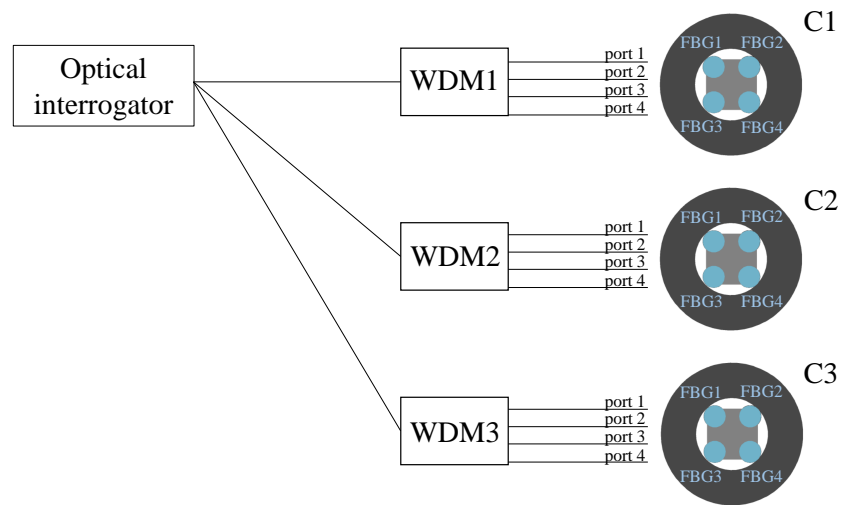 Optical
interrogator
WDM1
port 1
port 2
port 3
port 4
FBG1 FBG2
FBG3 FBG4
C1
WDM2
port 1
port 2
port 3
port 4
FBG1 FBG2
FBG3 FBG4
C2
WDM3
port 1
port 2
port 3
port 4
FBG1 FBG2
FBG3 FBG4
C3